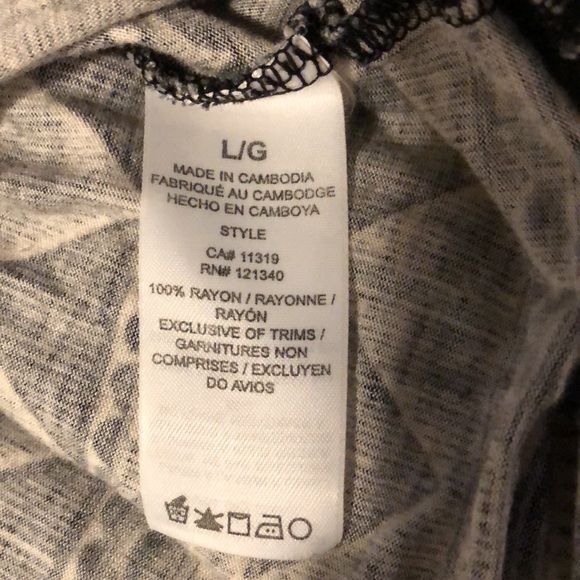 L/G
MADE IN CAMBODIA
FABRIQUÉ AU CAMBODGE
HECHO EN CAMBOYA
STYLE
CA# 11319
RN# 121340
100% RAYON / RAYONNE /
RAYÓN
EXCLUSIVE OF TRIMS /
GARNITURES NON
COMPRISES / EXCLUYEN
DO AVIOS